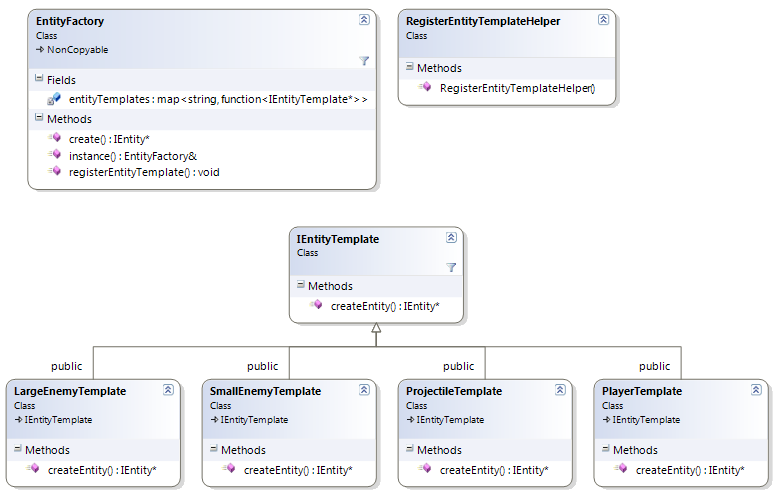 EntityFactory
Class
NonCopyable
Fields
entityTemplates : map<string, function<IEntityTemplate*>>
Methods
create() : IEntity*
instance() : EntityFactory&
registerEntityTemplate() : void
RegisterEntityTemplateHelper
Class
Methods
RegisterEntityTemplateHelper()
IEntityTemplate
Class
Methods
createEntity() : IEntity*
public
public
public
public
LargeEnemyTemplate
Class
IEntityTemplate
Methods
createEntity() : IEntity*
SmallEnemyTemplate
Class
IEntityTemplate
Methods
createEntity() : IEntity*
ProjectileTemplate
Class
IEntityTemplate
Methods
createEntity() : IEntity*
PlayerTemplate
Class
IEntityTemplate
Methods
createEntity() : IEntity*